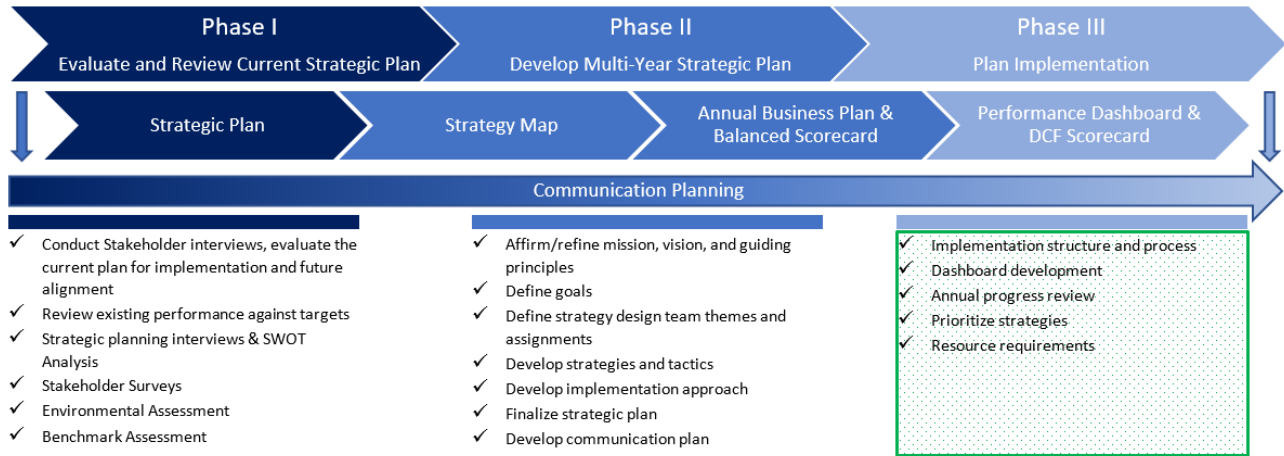 Phase I
Evaluate and Review Current Strategic Plan
Phase II
Develop Multi-Year Strategic Plan
Phase III
Plan Implementation
Strategic Plan
Strategy Map
Annual Business Plan &
Balanced Scorecard
Performance Dashboard &
DCF Scorecard
Communication Planning
✓ Conduct Stakeholder interviews, evaluate the
current plan for implementation and future
alignment
✓ Review existing performance against targets
✓ Strategic planning interviews & SWOT
Analysis
✓ Stakeholder Surveys
✓ Environmental Assessment
✓ Benchmark Assessment
✓ Affirm/refine mission, vision, and guiding
principles
✓ Define goals
✓ Define strategy design team themes and
assignments
✓ Develop strategies and tactics
✓ Develop implementation approach
✓ Finalize strategic plan
✓ Develop communication plan
✓ Implementation structure and process
✓ Dashboard development
✓ Annual progress review
✓ Prioritize strategies
✓ Resource requirements